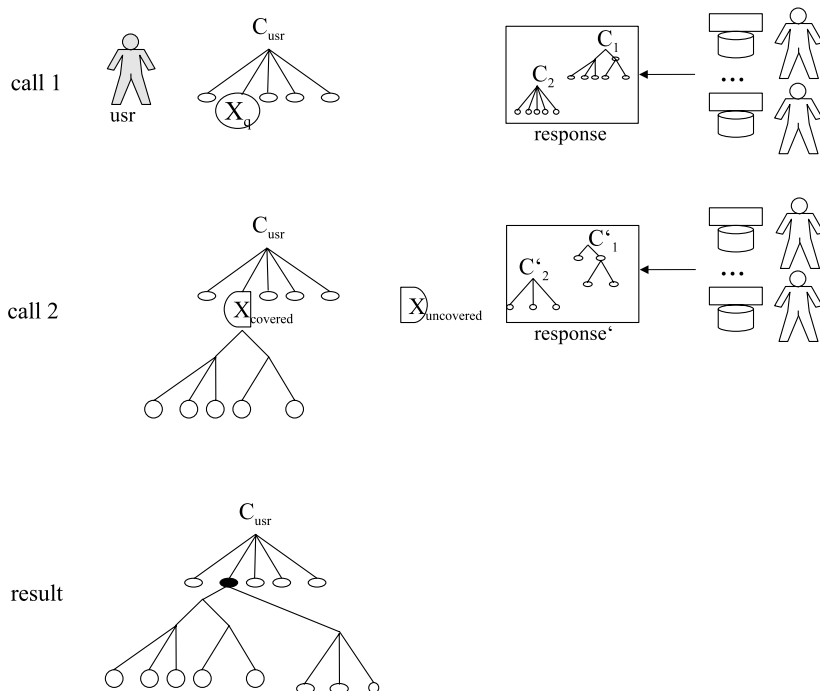 call 1
usr
C_usr
X_q
C_1
C_2
response
...
call 2
C_usr
X_covered
X_uncovered
C‘_1
C‘_2
response‘
...
result
C_usr